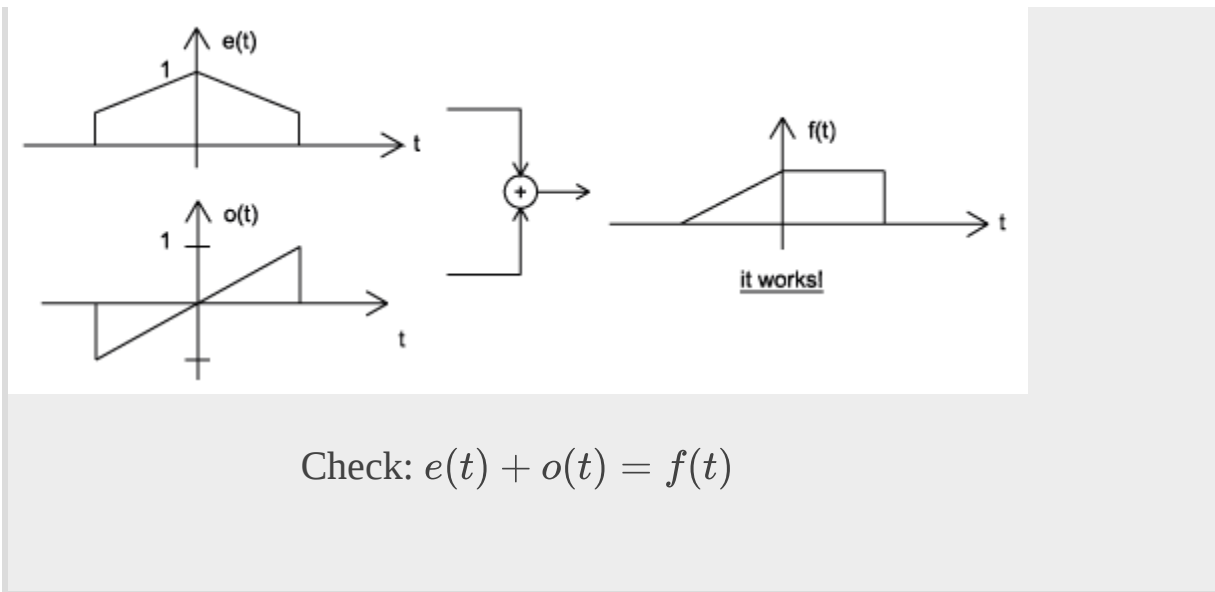 e(t)
1
t
o(t)
1
t
+
f(t)
t
it works!
Check: e(t) + o(t) = f(t)